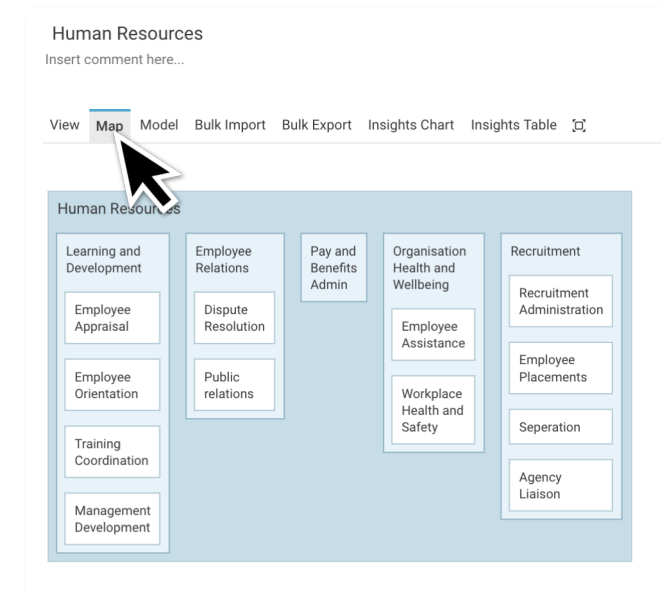 Human Resources
Insert comment here...
View Map Model Bulk Import Bulk Export Insights Chart Insights Table
Human Resources
Learning and
Development
Employee
Appraisal
Employee
Orientation
Training
Coordination
Management
Development
Employee
Relations
Dispute
Resolution
Public
relations
Pay and
Benefits
Admin
Organisation
Health and
Wellbeing
Employee
Assistance
Workplace
Health and
Safety
Recruitment
Recruitment
Administration
Employee
Placements
Seperation
Agency
Liaison